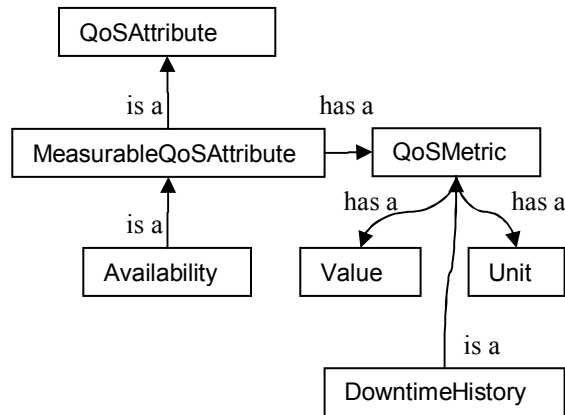 QoSAttribute
is a
has a
MeasurableQoSAttribute
QoSMetric
is a
has a
has a
Availability
Value
Unit
is a
DowntimeHistory